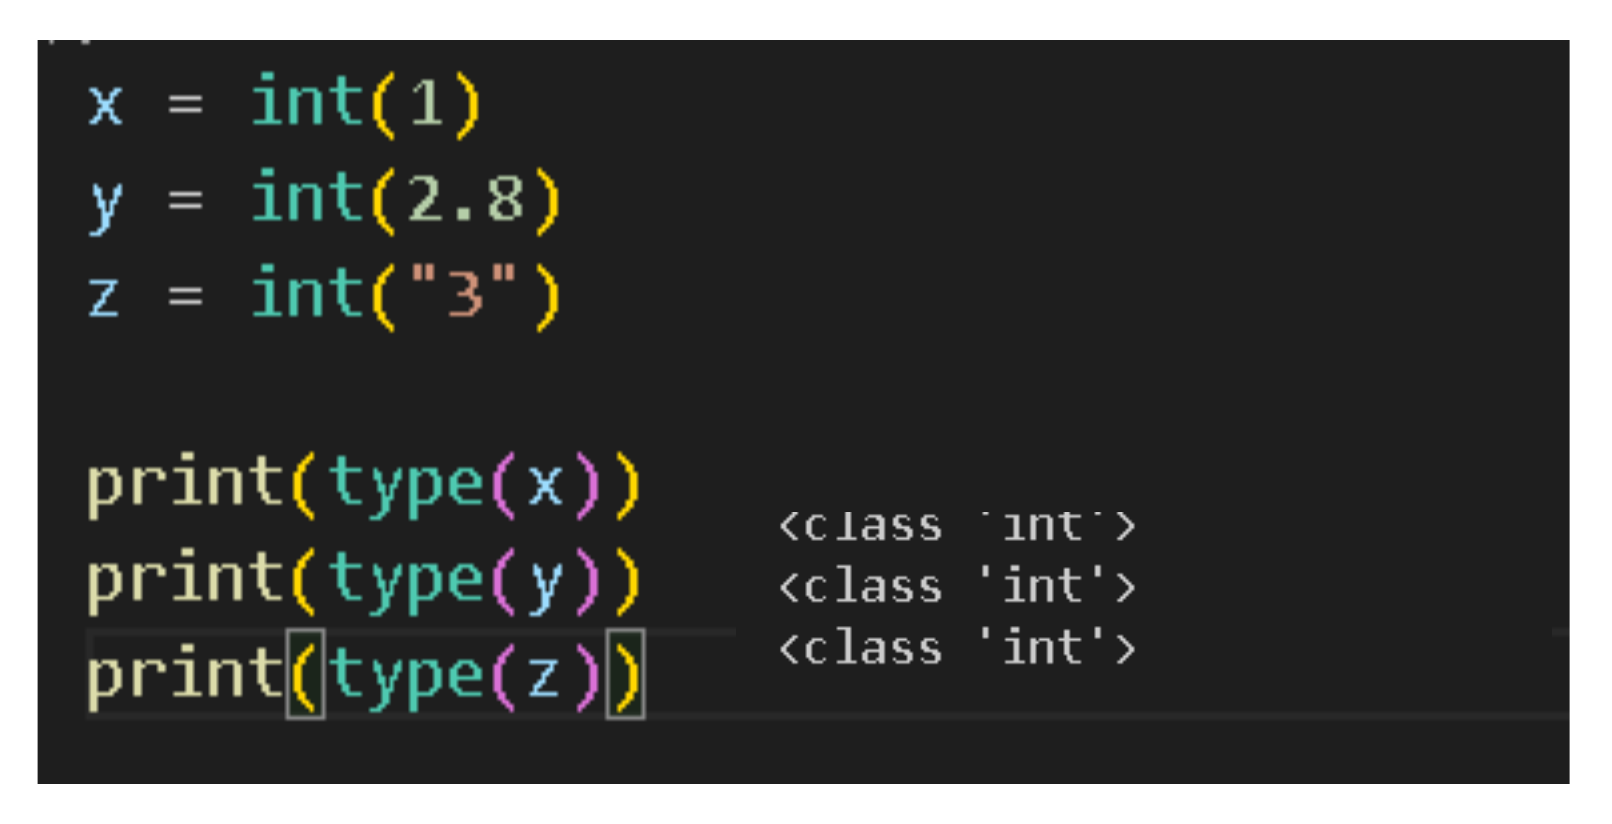 x = int(1)
y = int(2.8)
z = int("3")
print(type(x))
print(type(y))
print(type(z))
<class 'int'>
<class 'int'>
<class 'int'>